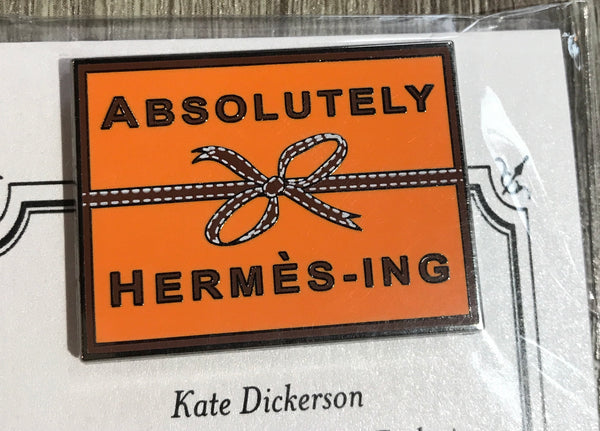 ABSOLUTELY
HERMÈS-ING
Kate Dickerson